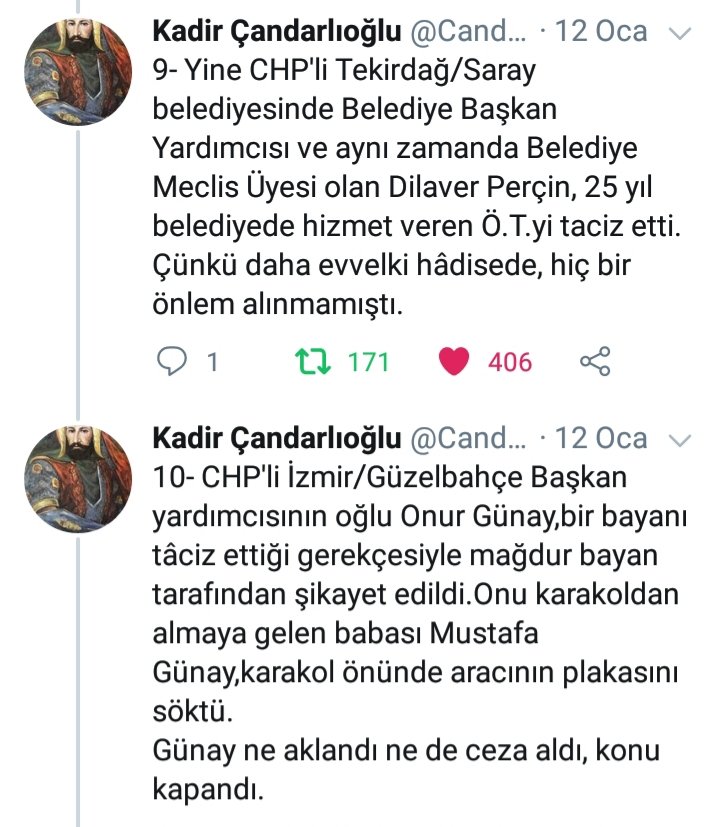 Kadir Çandarlıoğlu @Cand... · 12 Oca
9- Yine CHP'li Tekirdağ/Saray
belediyesinde Belediye Başkan
Yardımcısı ve aynı zamanda Belediye
Meclis Üyesi olan Dilaver Perçin, 25 yıl
belediyede hizmet veren Ö.T.yi taciz etti.
Çünkü daha evvelki hâdisede, hiç bir
önlem alınmamıştı.
1 171 406
Kadir Çandarlıoğlu @Cand... · 12 Oca
10- CHP'li İzmir/Güzelbahçe Başkan
yardımcısının oğlu Onur Günay,bir bayanı
tâciz ettiği gerekçesiyle mağdur bayan
tarafından şikayet edildi.Onu karakoldan
almaya gelen babası Mustafa
Günay,karakol önünde aracının plakasını
söktü.
Günay ne aklandı ne de ceza aldı, konu
kapandı.